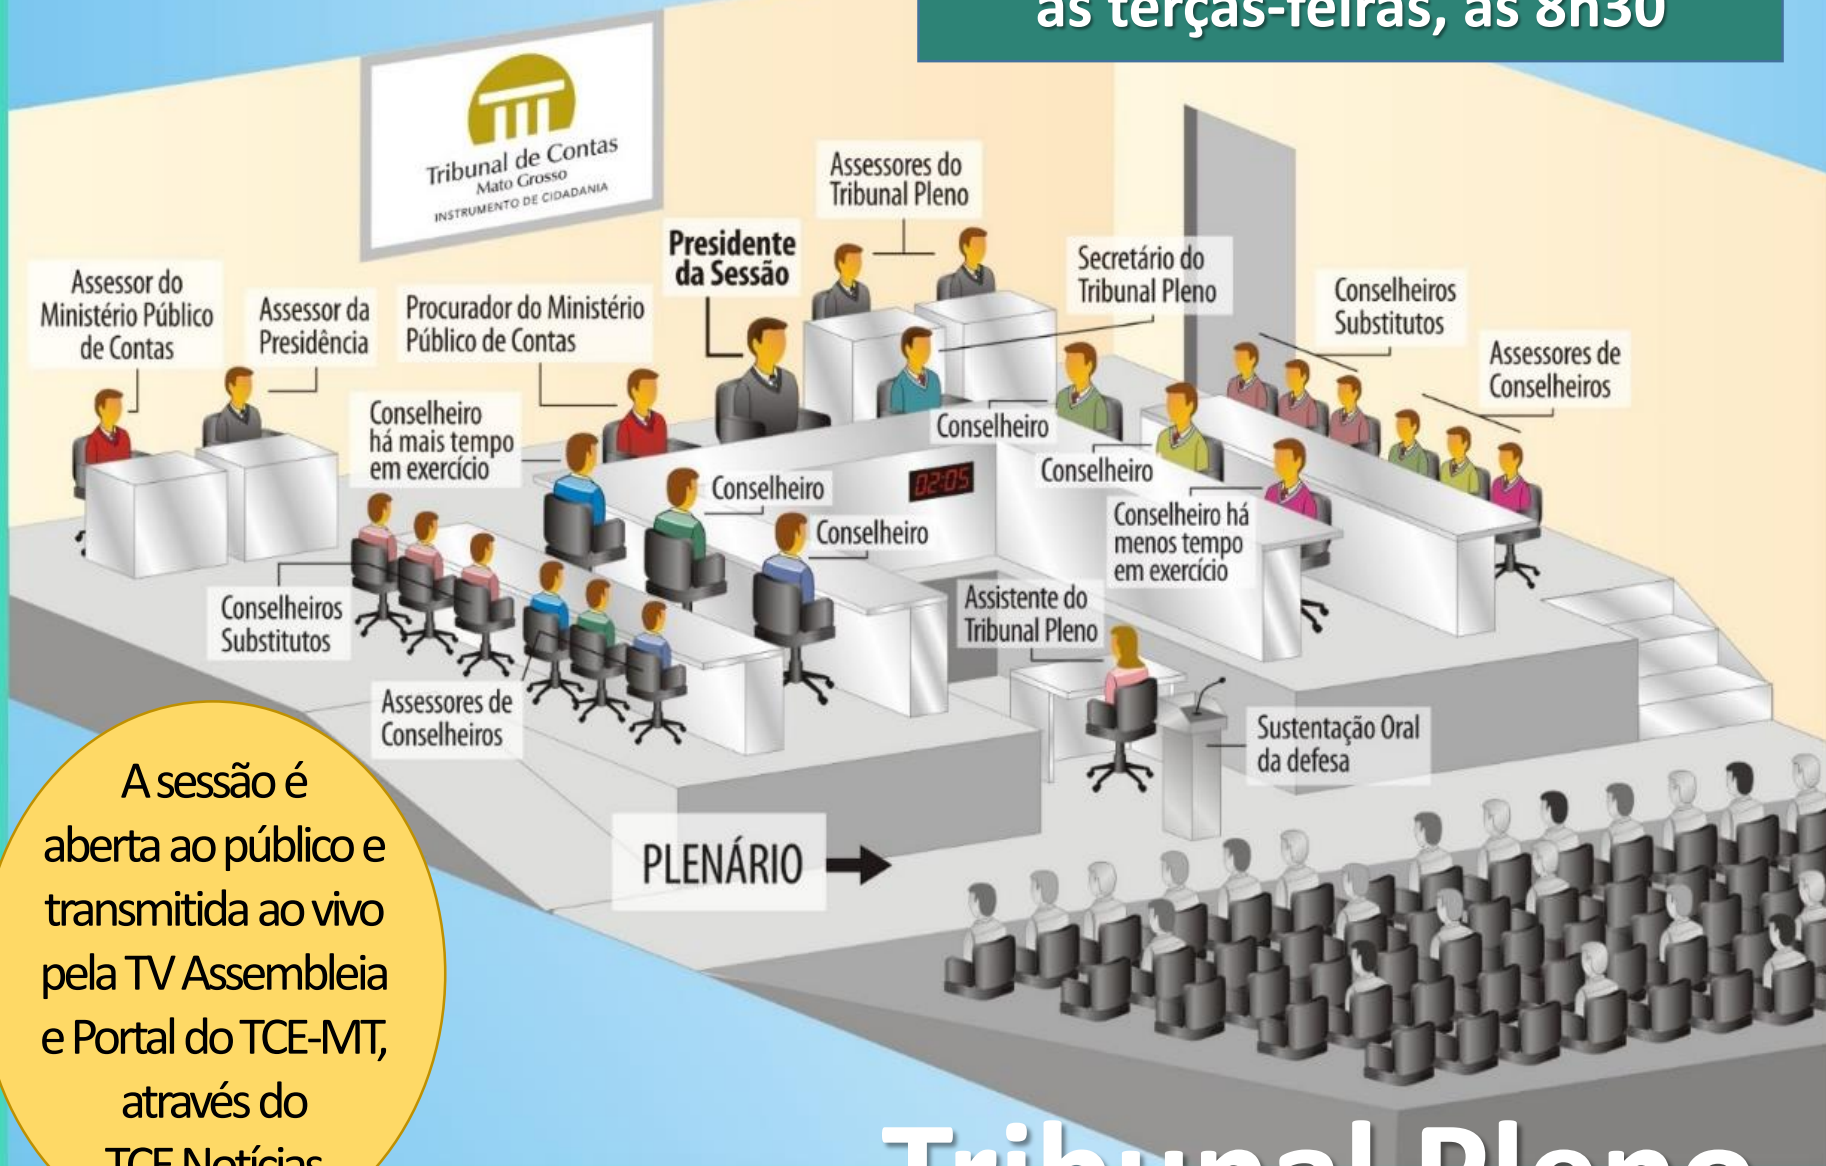 às terças-feiras, às 8h30
Tribunal de Contas
Mato Grosso
INSTRUMENTO DE CIDADANIA
Assessores do
Tribunal Pleno
Presidente
da Sessão
Secretário do
Tribunal Pleno
Assessor do
Ministério Público
de Contas
Assessor da
Presidência
Procurador do Ministério
Público de Contas
Conselheiros
Substitutos
Assessores de
Conselheiros
Conselheiro
há mais tempo
em exercício
Conselheiro
Conselheiro
Conselheiro
Conselheiro
02:05
Conselheiro há
menos tempo
em exercício
Conselheiros
Substitutos
Assistente do
Tribunal Pleno
Assessores de
Conselheiros
Sustentação Oral
da defesa
PLENÁRIO
A sessão é
aberta ao público e
transmitida ao vivo
pela TV Assembleia
e Portal do TCE-MT,
através do
TCE Notícias
Tribunal Pleno